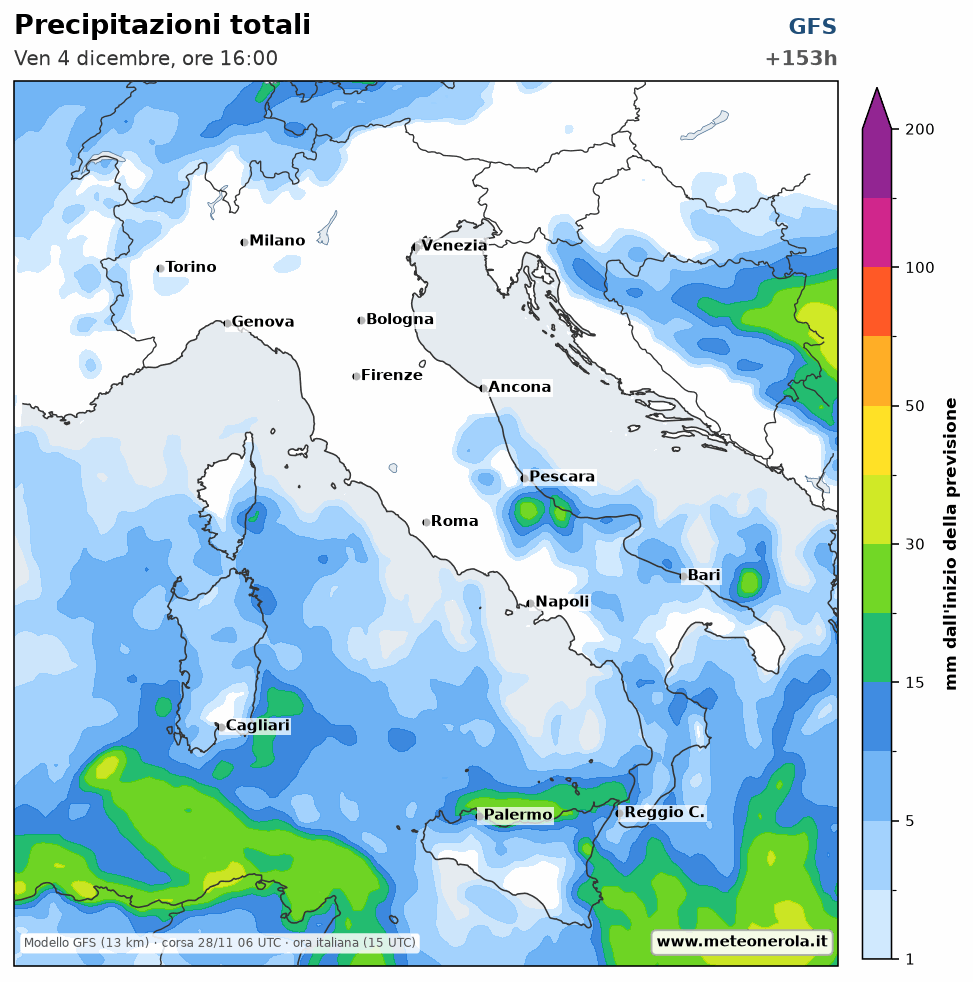 Precipitazioni totali
GFS
Ven 4 dicembre, ore 16:00
+153h
200
100
50
30
15
5
1
mm dall'inizio della previsione
Milano
Venezia
Torino
Genova
Bologna
Firenze
Ancona
Pescara
Roma
Bari
Napoli
Cagliari
Palermo
Reggio C.
Modello GFS (13 km) · corsa 28/11 06 UTC · ora italiana (15 UTC)
www.meteonerola.it